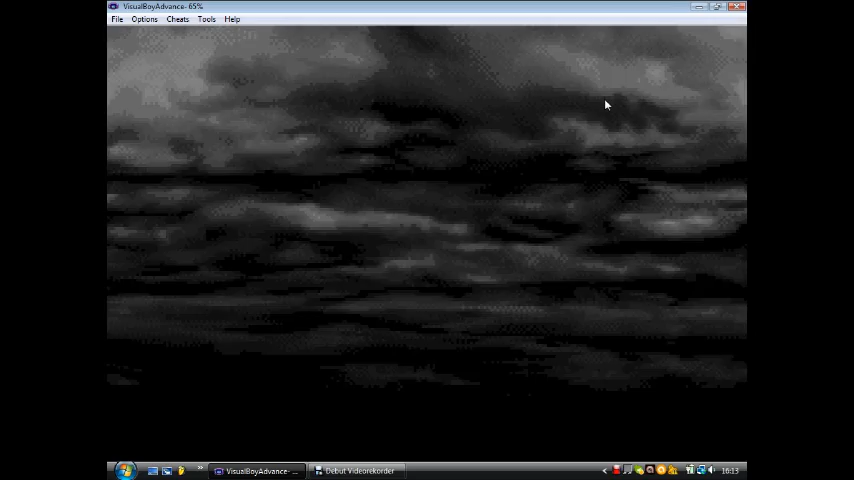 VisualBoyAdvance- 65%
File Options Cheats Tools Help
VisualBoyAdvance- ...
Debut Videorekorder
16:13